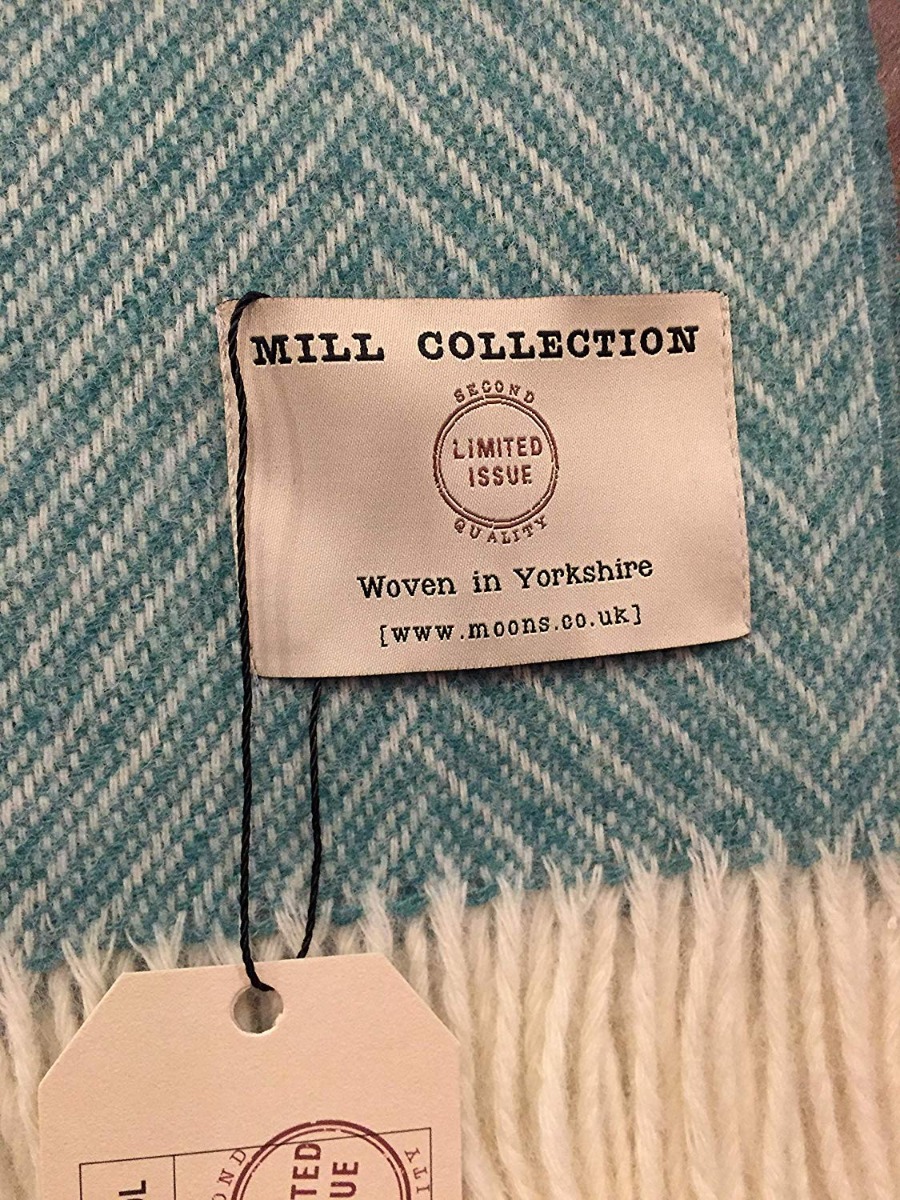 MILL COLLECTION
SECOND
LIMITED
ISSUE
QUALITY
Woven in Yorkshire
[www.moons.co.uk]